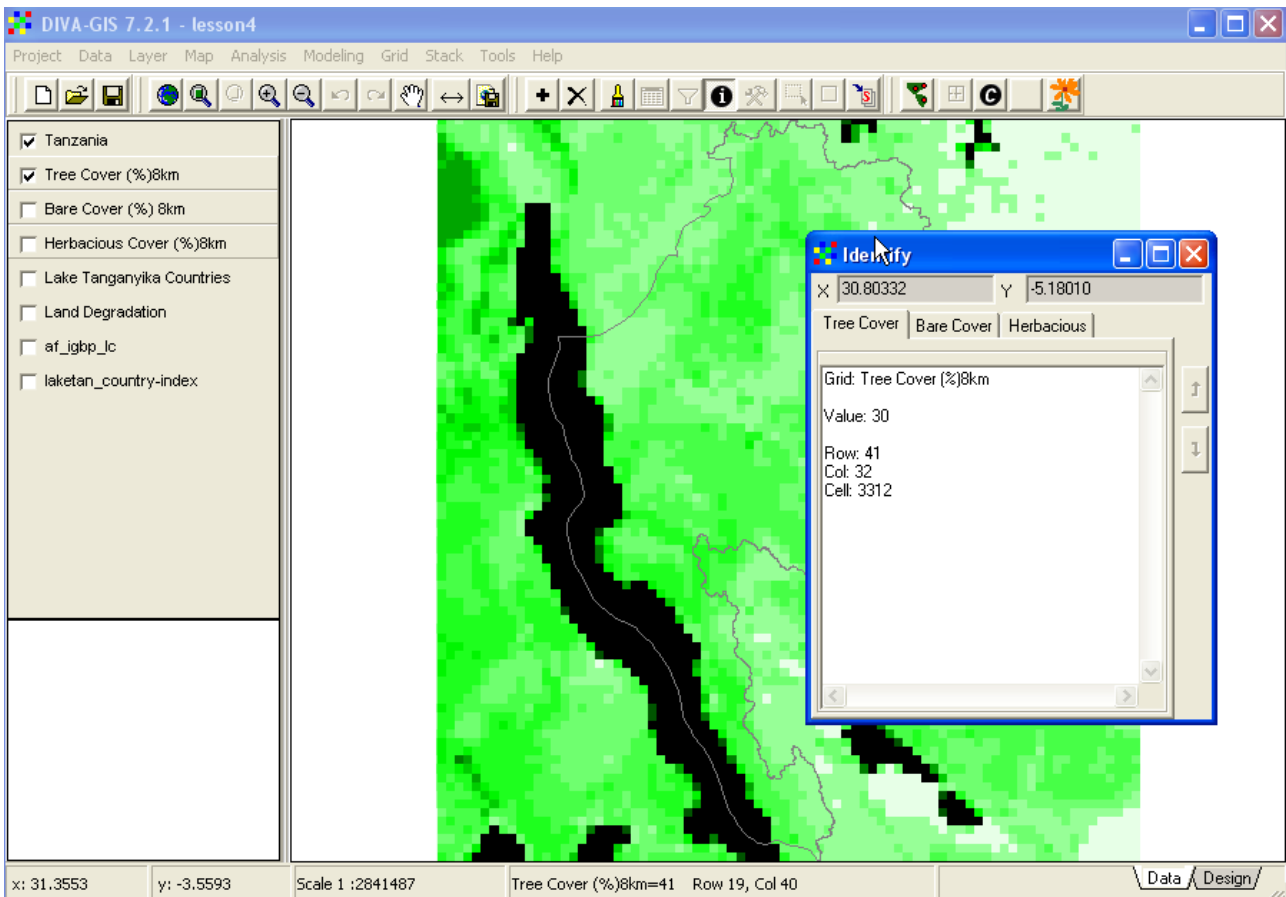 DIVA-GIS 7.2.1 - lesson4
Project Data Layer Map Analysis Modeling Grid Stack Tools Help
Tanzania
Tree Cover (%)8km
Bare Cover (%) 8km
Herbacious Cover (%)8km
Lake Tanganyika Countries
Land Degradation
af_igbp_lc
laketan_country-index
Identify
X 30.80332 Y -5.18010
Tree Cover Bare Cover Herbacious
Grid: Tree Cover (%)8km
Value: 30
Row: 41
Col: 32
Cell: 3312
x: 31.3553 y: -3.5593 Scale 1 :2841487 Tree Cover (%)8km=41 Row 19, Col 40 Data Design